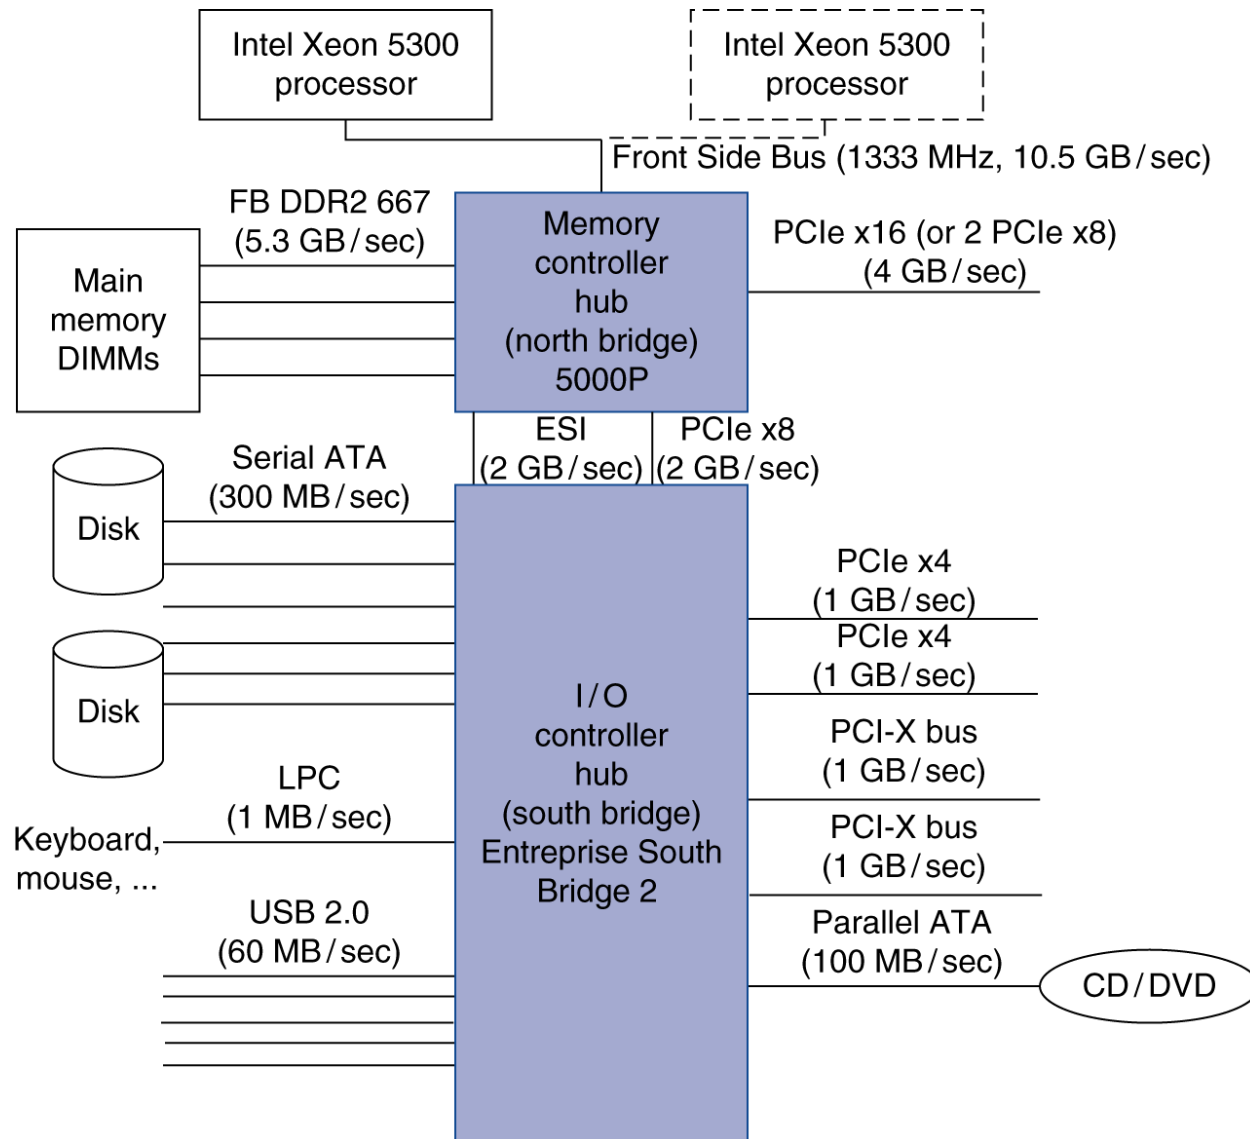 Intel Xeon 5300
processor
Intel Xeon 5300
processor
Front Side Bus (1333 MHz, 10.5 GB/sec)
FB DDR2 667
(5.3 GB/sec)
Main
memory
DIMMs
Memory
controller
hub
(north bridge)
5000P
PCIe x16 (or 2 PCIe x8)
(4 GB/sec)
ESI
(2 GB/sec)
PCIe x8
(2 GB/sec)
Serial ATA
(300 MB/sec)
Disk
Disk
LPC
(1 MB/sec)
Keyboard,
mouse, ...
USB 2.0
(60 MB/sec)
I/O
controller
hub
(south bridge)
Entreprise South
Bridge 2
PCIe x4
(1 GB/sec)
PCIe x4
(1 GB/sec)
PCI-X bus
(1 GB/sec)
PCI-X bus
(1 GB/sec)
Parallel ATA
(100 MB/sec)
CD/DVD